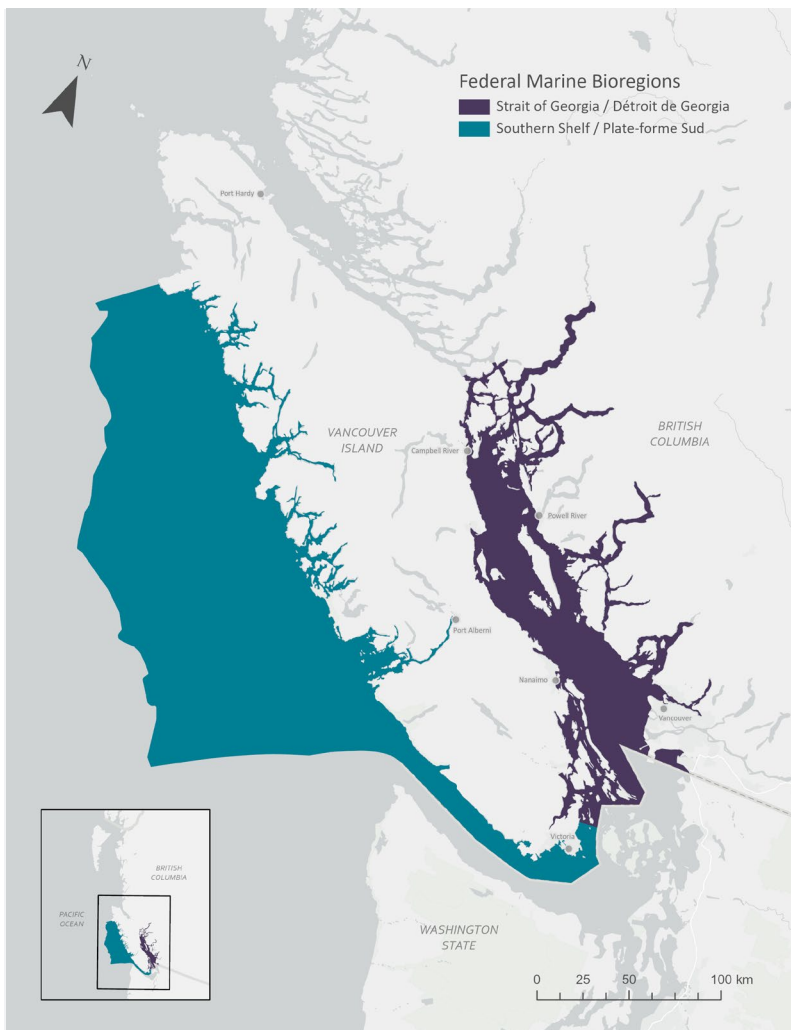 N
Federal Marine Bioregions
Strait of Georgia / Détroit de Georgia
Southern Shelf / Plate-forme Sud
Port Hardy
VANCOUVER
ISLAND
BRITISH
COLUMBIA
Campbell River
Powell River
Port Alberni
Nanaimo
Vancouver
Victoria
BRITISH
COLUMBIA
PACIFIC
OCEAN
WASHINGTON
STATE
0 25 50 100 km